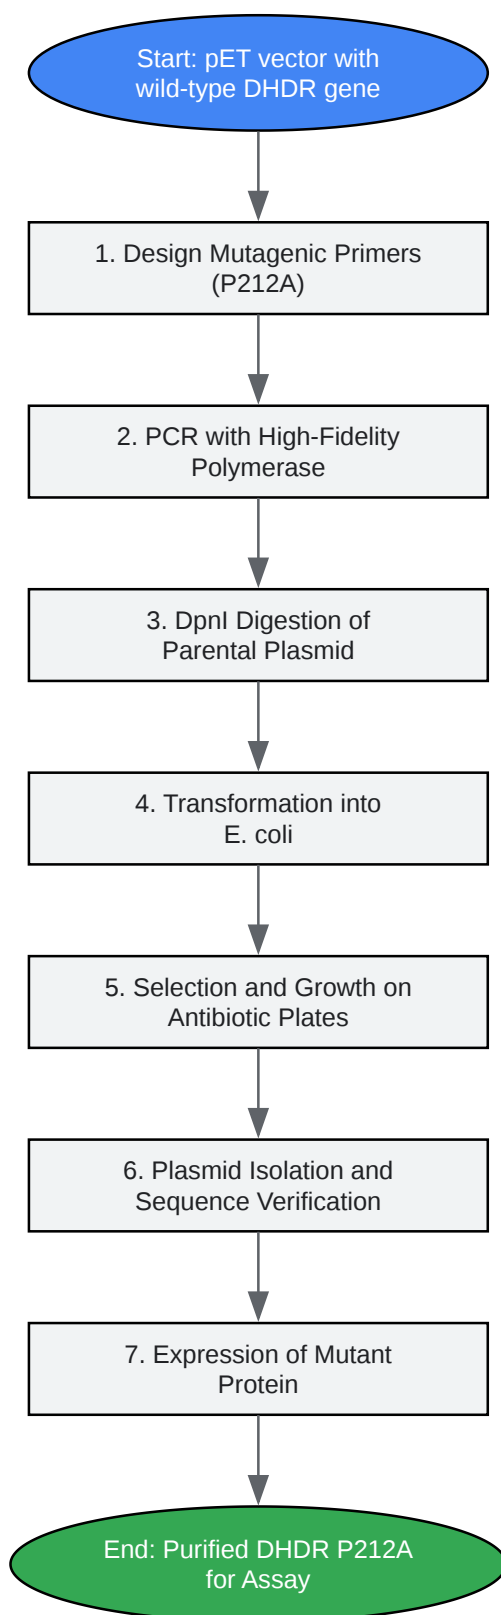 Start: pET vector with
wild-type DHDR gene
1. Design Mutagenic Primers
(P212A)
2. PCR with High-Fidelity
Polymerase
3. DpnI Digestion of
Parental Plasmid
4. Transformation into
E. coli
5. Selection and Growth on
Antibiotic Plates
6. Plasmid Isolation and
Sequence Verification
7. Expression of Mutant
Protein
End: Purified DHDR P212A
for Assay